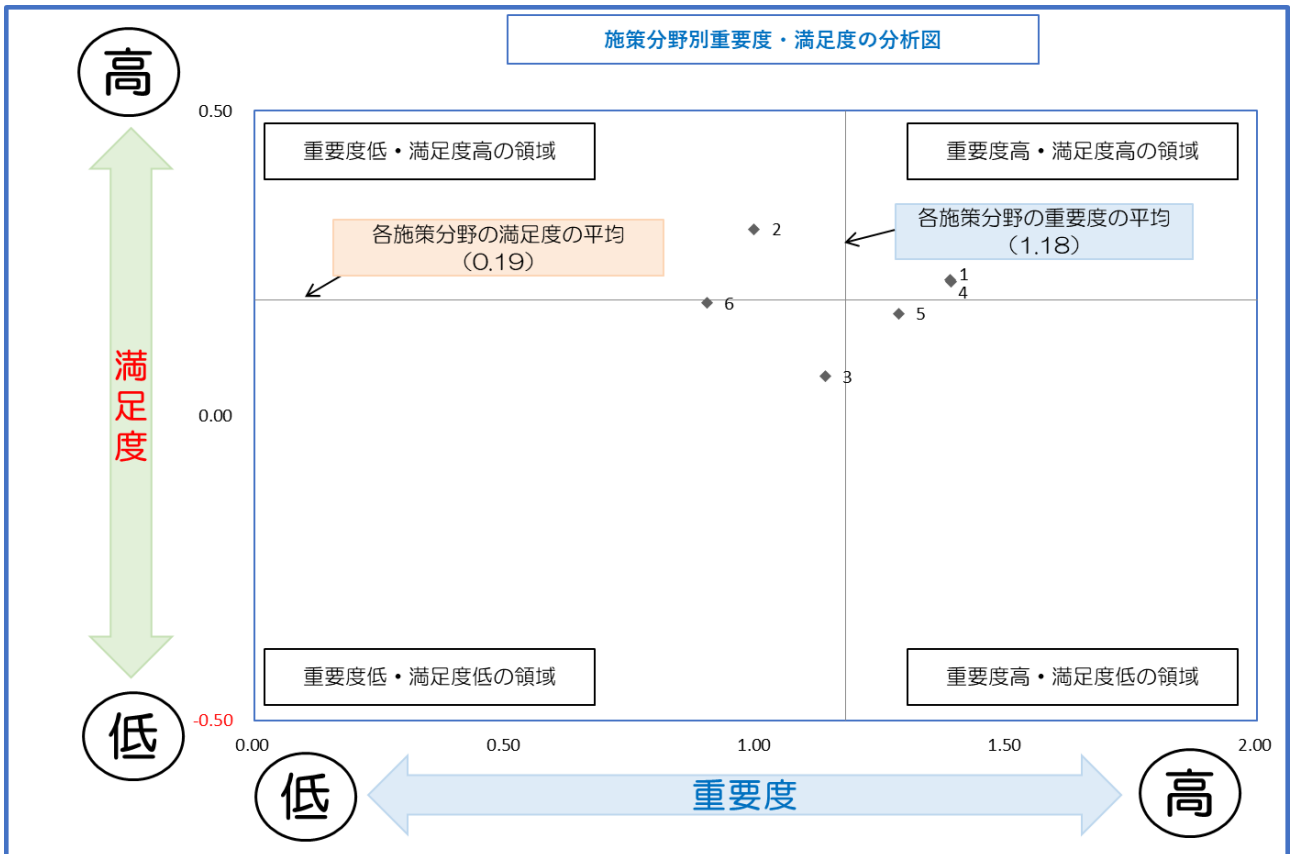 施策分野別重要度・満足度の分析図
高
0.50
重要度低・満足度高の領域
重要度高・満足度高の領域
各施策分野の満足度の平均
（0.19）
各施策分野の重要度の平均
（1.18）
2
1
4
6
5
3
満足度
0.00
重要度低・満足度低の領域
重要度高・満足度低の領域
-0.50
低
0.00
0.50
1.00
1.50
2.00
低
重要度
高